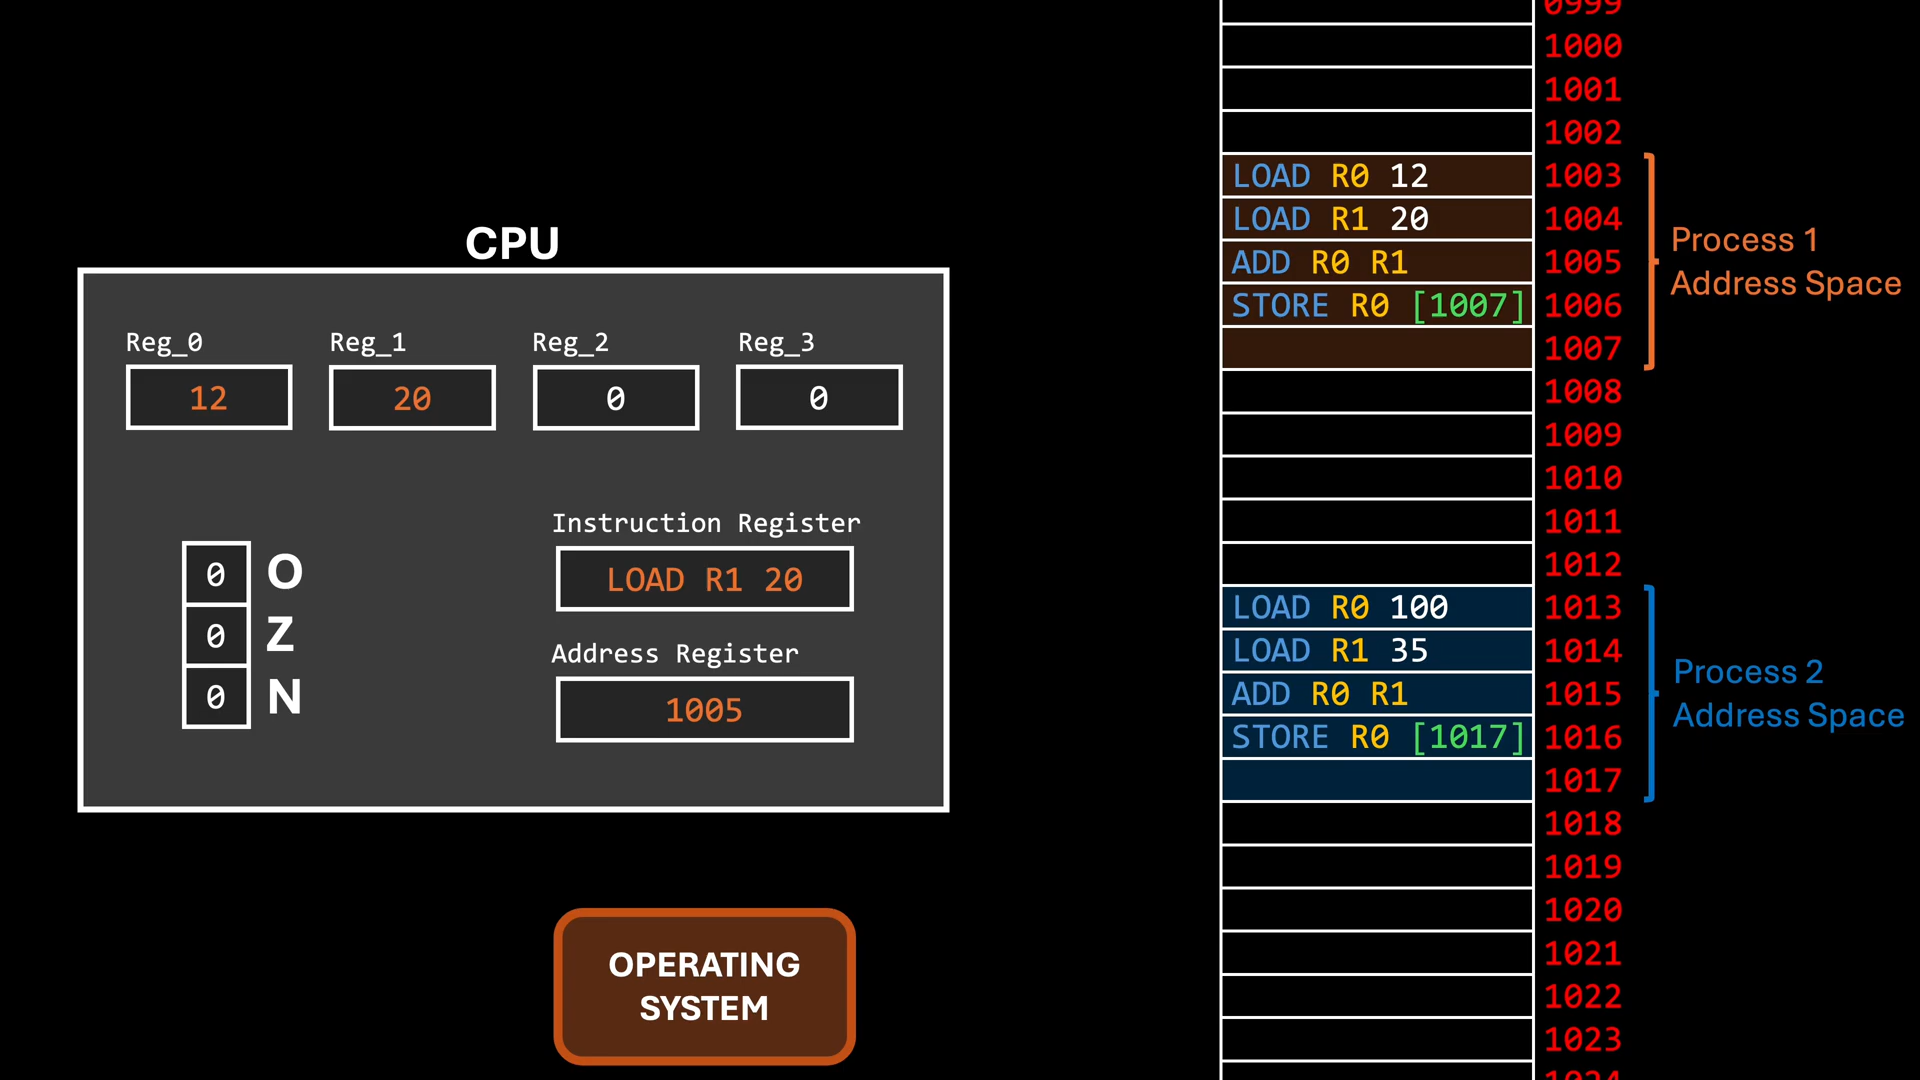 CPU
Reg_0 Reg_1 Reg_2 Reg_3
12 20 0 0
Instruction Register
LOAD R1 20
Address Register
1005
0 O
0 Z
0 N
OPERATING
SYSTEM
0999
1000
1001
1002
LOAD R0 12 1003
LOAD R1 20 1004
ADD R0 R1 1005
STORE R0 [1007] 1006
1007
Process 1
Address Space
1008
1009
1010
1011
1012
LOAD R0 100 1013
LOAD R1 35 1014
ADD R0 R1 1015
STORE R0 [1017] 1016
1017
Process 2
Address Space
1018
1019
1020
1021
1022
1023